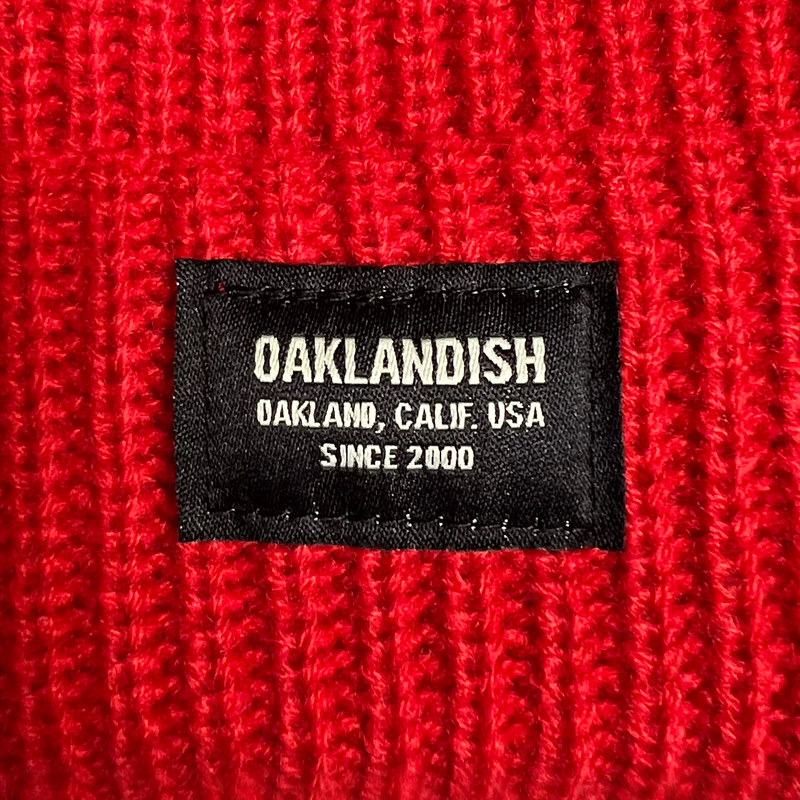 OAKLANDISH
OAKLAND, CALIF. USA
SINCE 2000